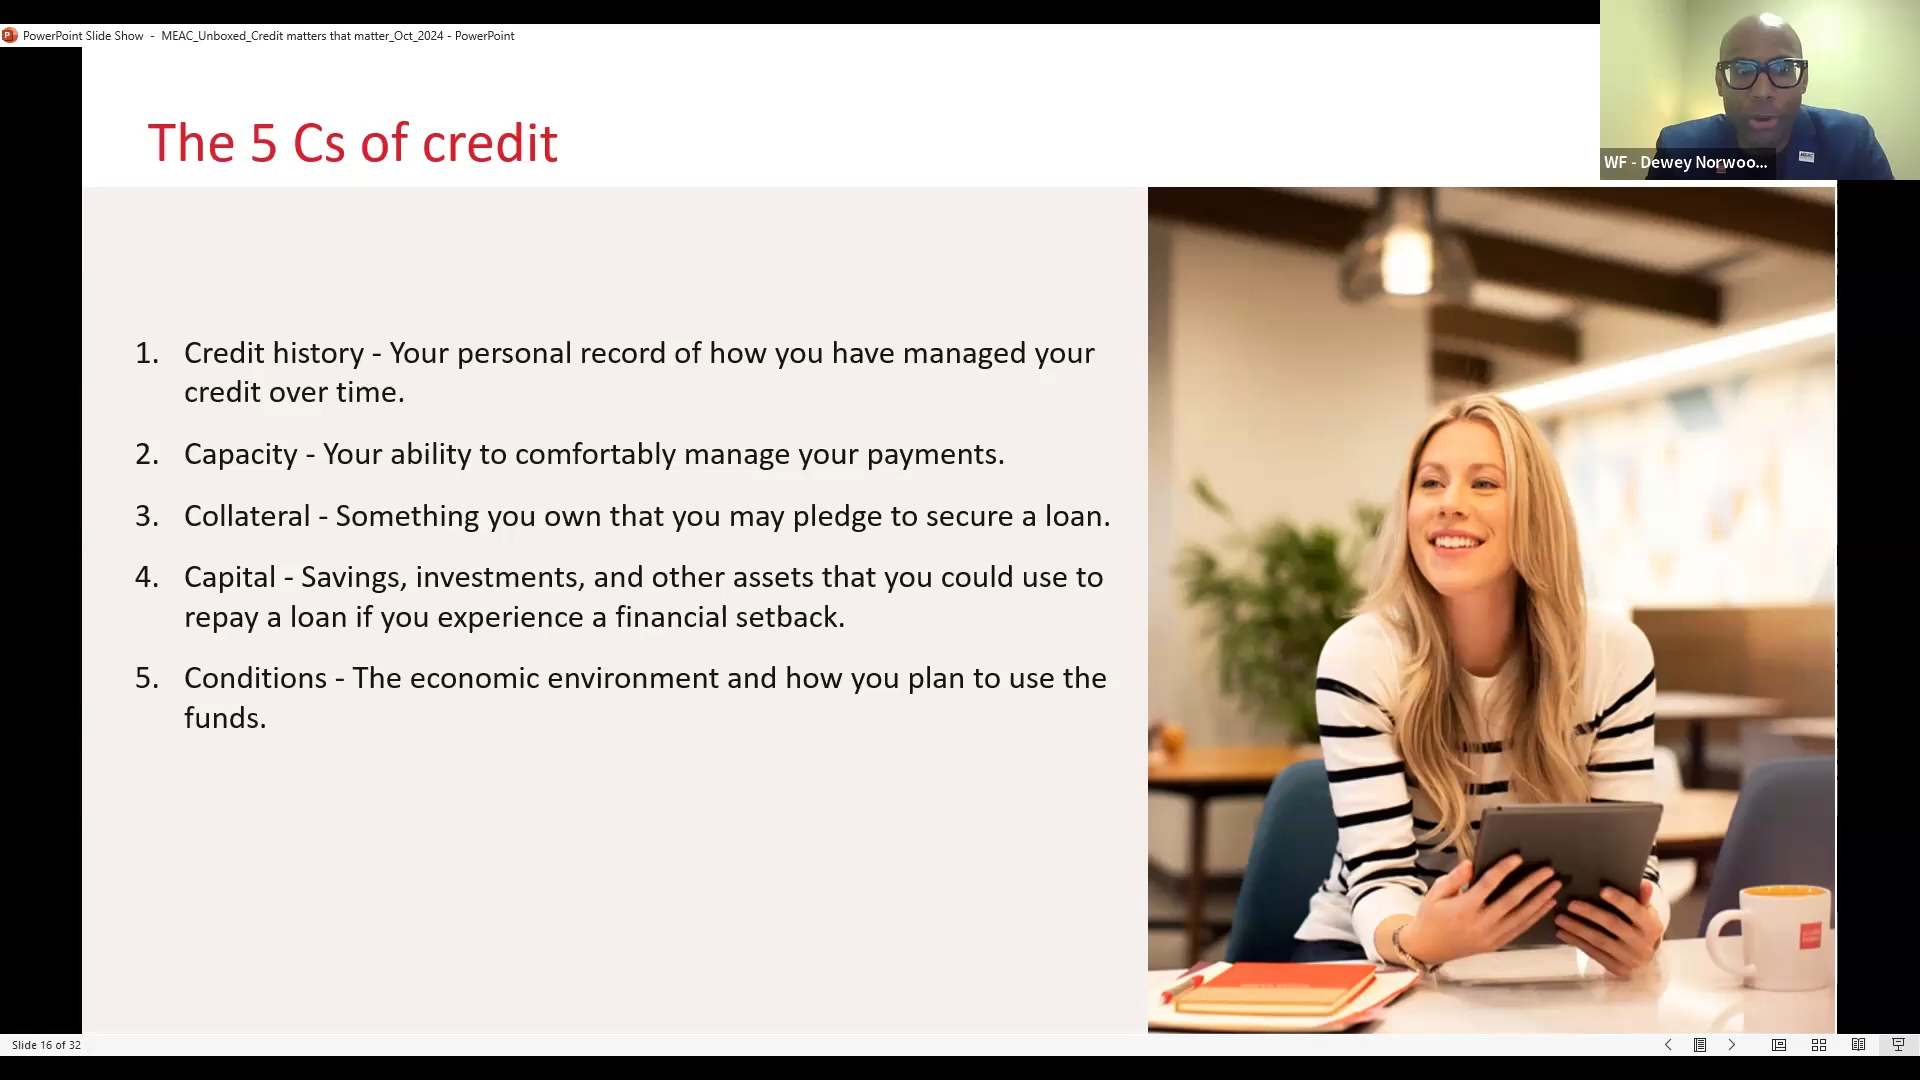 PowerPoint Slide Show - MEAC_Unboxed_Credit matters that matter_Oct_2024 - PowerPoint
WF - Dewey Norwoo...
The 5 Cs of credit
1. Credit history - Your personal record of how you have managed your
credit over time.
2. Capacity - Your ability to comfortably manage your payments.
3. Collateral - Something you own that you may pledge to secure a loan.
4. Capital - Savings, investments, and other assets that you could use to
repay a loan if you experience a financial setback.
5. Conditions - The economic environment and how you plan to use the
funds.
Slide 16 of 32